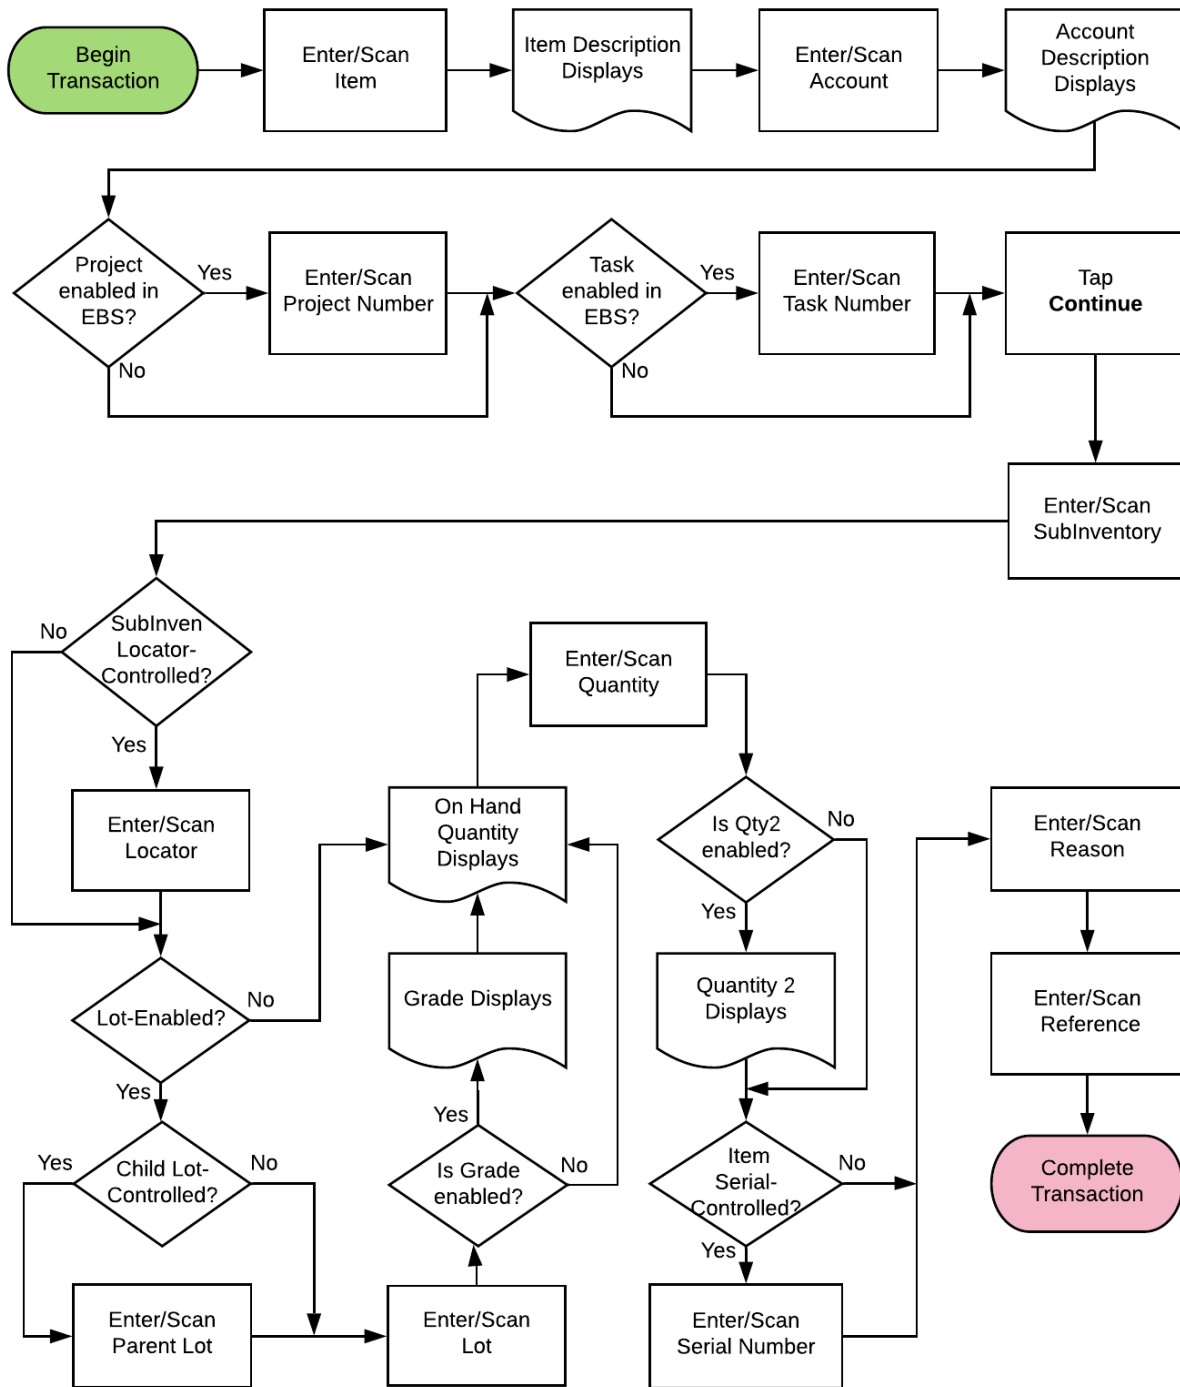 Begin
Transaction
Enter/Scan
Item
Item Description
Displays
Enter/Scan
Account
Account
Description
Displays
Project
enabled in
EBS?
Yes
No
Enter/Scan
Project Number
Task
enabled in
EBS?
Yes
No
Enter/Scan
Task Number
Tap
Continue
Enter/Scan
SubInventory
SubInven
Locator-
Controlled?
No
Yes
Enter/Scan
Locator
Lot-Enabled?
No
Yes
Child Lot-
Controlled?
Yes
No
Enter/Scan
Parent Lot
Enter/Scan
Lot
Is Grade
enabled?
Yes
No
Grade Displays
On Hand
Quantity
Displays
Enter/Scan
Quantity
Is Qty2
enabled?
No
Yes
Quantity 2
Displays
Item
Serial-
Controlled?
No
Yes
Enter/Scan
Serial Number
Enter/Scan
Reason
Enter/Scan
Reference
Complete
Transaction